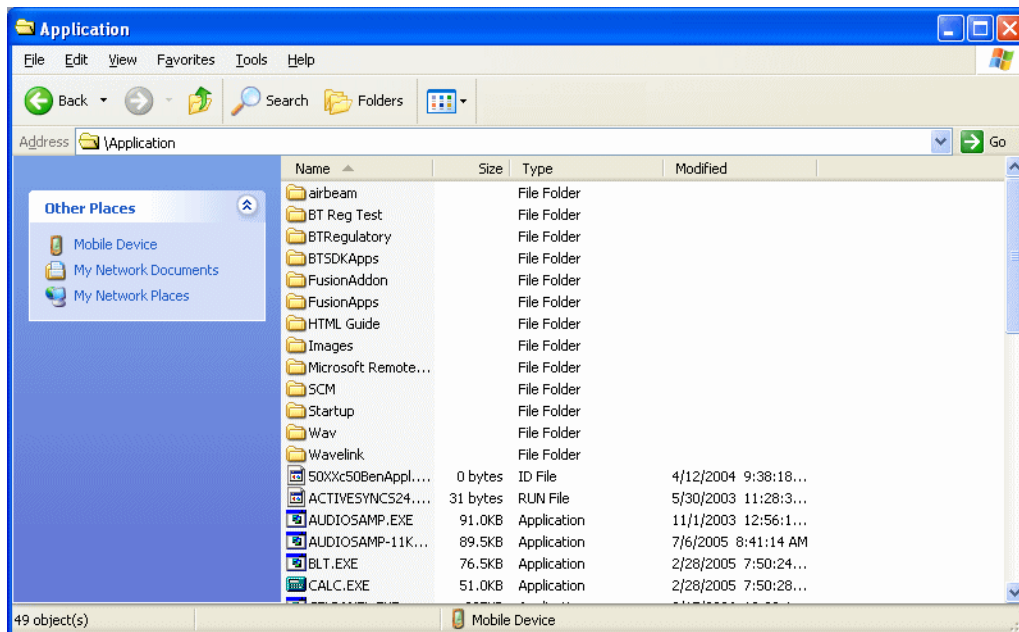 Application
File Edit View Favorites Tools Help
Back Search Folders
Address \Application Go
Name Size Type Modified
Other Places
Mobile Device
My Network Documents
My Network Places
airbeam File Folder
BT Reg Test File Folder
BTRegulatory File Folder
BTSDKApps File Folder
FusionAddon File Folder
FusionApps File Folder
HTML Guide File Folder
Images File Folder
Microsoft Remote... File Folder
SCM File Folder
Startup File Folder
Wav File Folder
Wavelink File Folder
50XXc50BenAppl.... 0 bytes ID File 4/12/2004 9:38:18...
ACTIVESYNCS24.... 31 bytes RUN File 5/30/2003 11:28:3...
AUDIOSAMP.EXE 91.0KB Application 11/1/2003 12:56:1...
AUDIOSAMP-11K... 89.5KB Application 7/6/2005 8:41:14 AM
BLT.EXE 76.5KB Application 2/28/2005 7:50:24...
CALC.EXE 51.0KB Application 2/28/2005 7:50:28...
49 object(s) Mobile Device